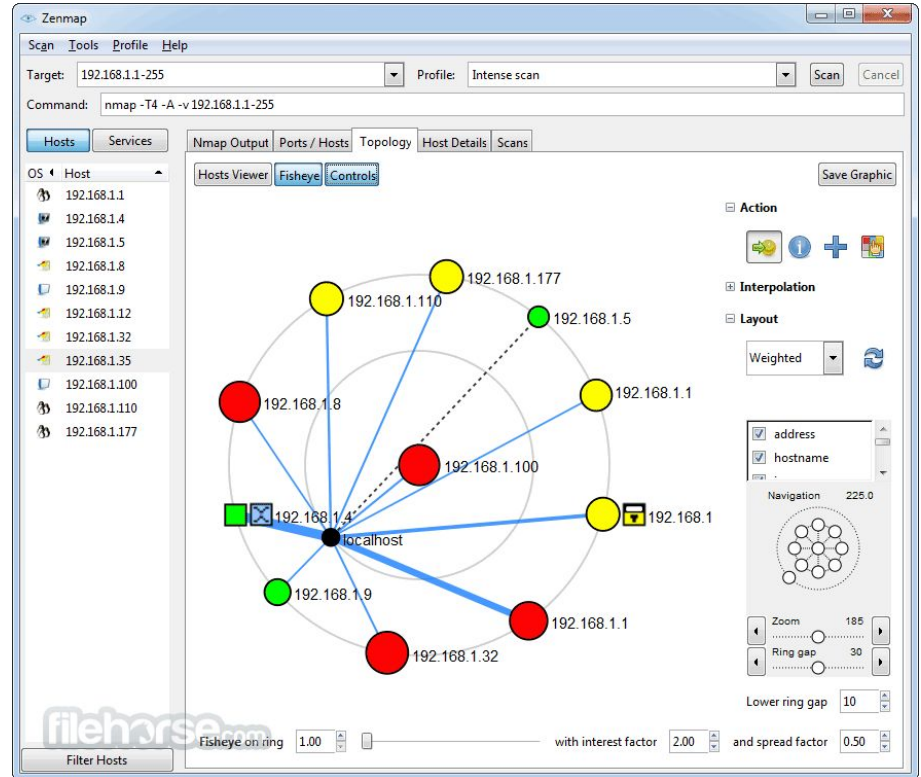 Zenmap
Scan Tools Profile Help
Target: 192.168.1.1-255 Profile: Intense scan Scan Cancel
Command: nmap -T4 -A -v 192.168.1.1-255
Hosts Services
Nmap Output Ports / Hosts Topology Host Details Scans
OS Host
192.168.1.1
192.168.1.4
192.168.1.5
192.168.1.8
192.168.1.9
192.168.1.12
192.168.1.32
192.168.1.35
192.168.1.100
192.168.1.110
192.168.1.177
Hosts Viewer Fisheye Controls Save Graphic
192.168.1.177
192.168.1.110
192.168.1.5
192.168.1.1
192.168.1.8
192.168.1.100
192.168.1.4
192.168.1
localhost
192.168.1.9
192.168.1.1
192.168.1.32
Action
Interpolation
Layout
Weighted
address
hostname
Navigation 225.0
Zoom 185
Ring gap 30
Lower ring gap 10
Fisheye on ring 1.00 with interest factor 2.00 and spread factor 0.50
filehorse.com
Filter Hosts